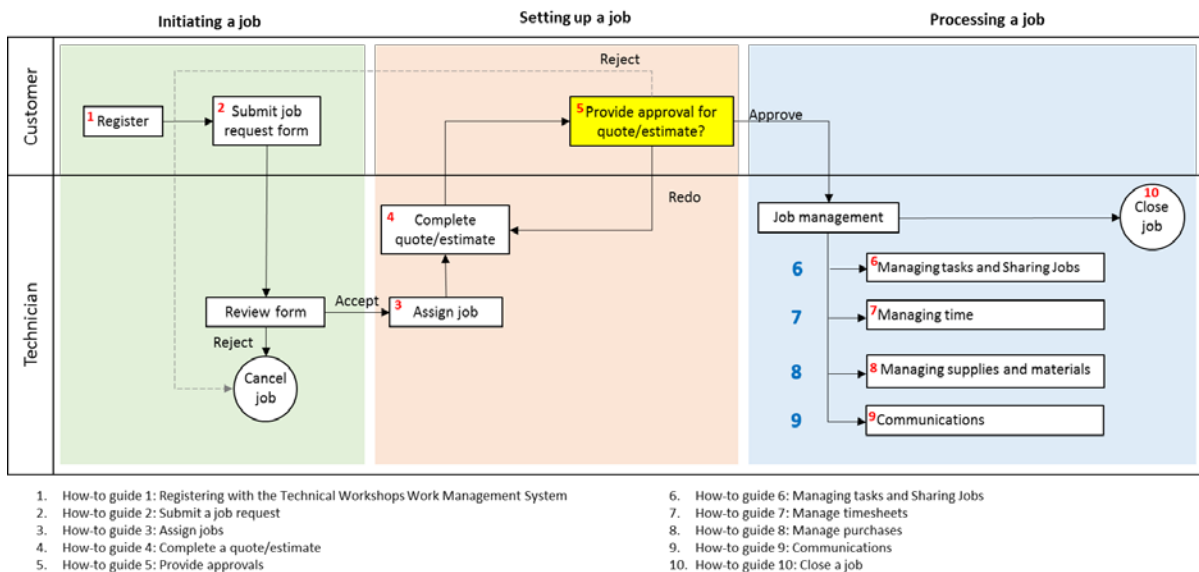 Initiating a job
Setting up a job
Processing a job
Customer
Reject
1 Register
2 Submit job
request form
5 Provide approval for
quote/estimate?
Approve
Technician
Redo
4 Complete
quote/estimate
Job management
10
Close
job
6 6 Managing tasks and Sharing Jobs
Review form
Accept
3 Assign job
7 7 Managing time
Reject
Cancel
job
8 8 Managing supplies and materials
9 9 Communications
1. How-to guide 1: Registering with the Technical Workshops Work Management System
2. How-to guide 2: Submit a job request
3. How-to guide 3: Assign jobs
4. How-to guide 4: Complete a quote/estimate
5. How-to guide 5: Provide approvals
6. How-to guide 6: Managing tasks and Sharing Jobs
7. How-to guide 7: Manage timesheets
8. How-to guide 8: Manage purchases
9. How-to guide 9: Communications
10. How-to guide 10: Close a job